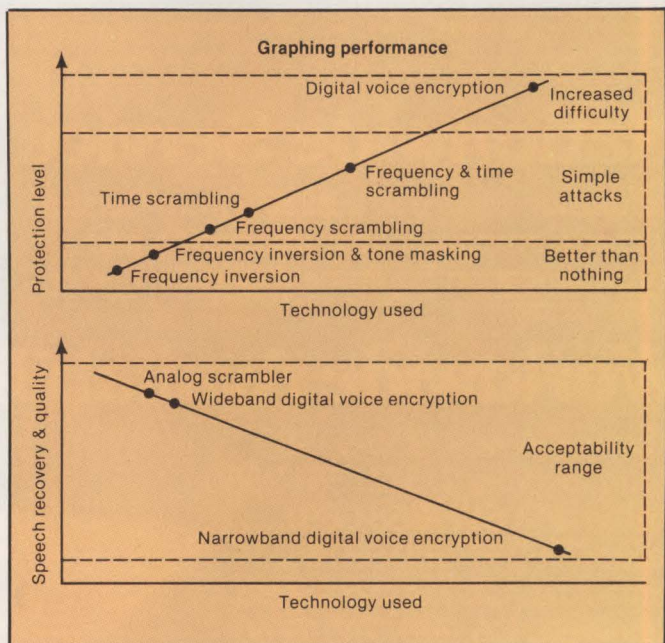 Graphing performance
Protection level
Digital voice encryption
Increased
difficulty
Frequency & time
scrambling
Simple
attacks
Time scrambling
Frequency scrambling
Frequency inversion & tone masking
Frequency inversion
Better than
nothing
Technology used
Speech recovery & quality
Analog scrambler
Wideband digital voice encryption
Acceptability
range
Narrowband digital voice encryption
Technology used